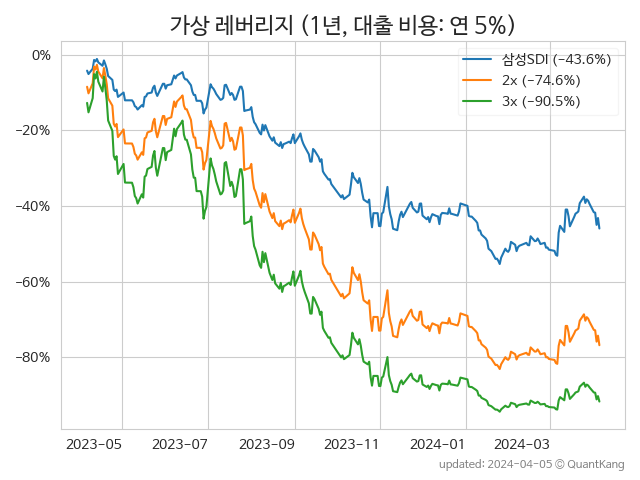 가상 레버리지 (1년, 대출 비용: 연 5%)
삼성SDI (−43.6%)
2x (−74.6%)
3x (−90.5%)
0%
−20%
−40%
−60%
−80%
2023-05 2023-07 2023-09 2023-11 2024-01 2024-03
updated: 2024-04-05 © QuantKang